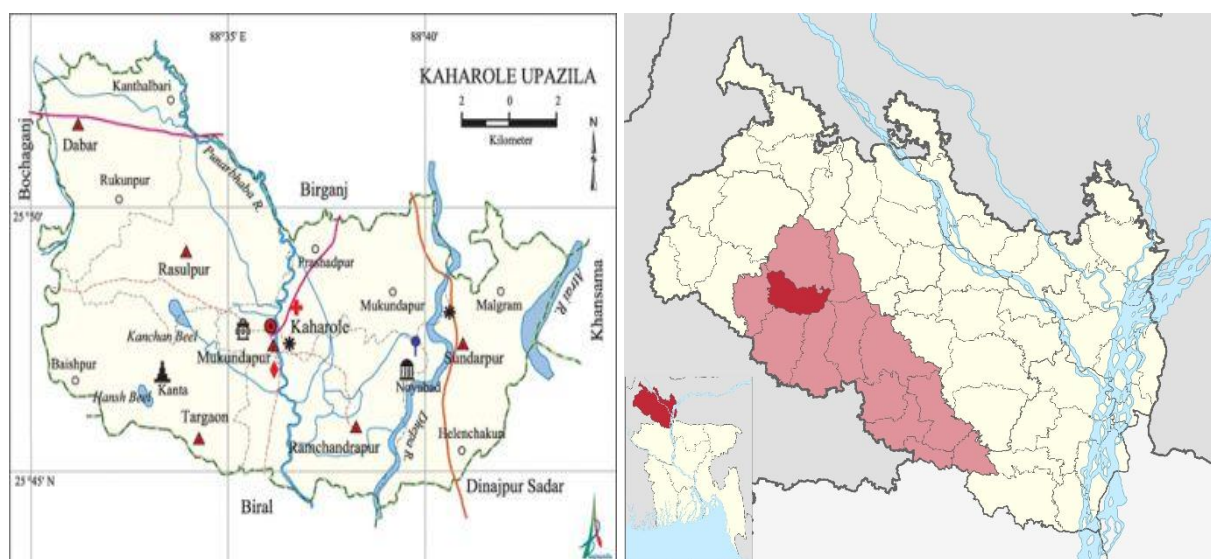 88°35' E
88°40'
KAHAROLE UPAZILA
2 0 2
Kilometer
N
S
Kanthalbari
Dabar
Bochaganj
Punarbhaba R.
Rukunpur
Birganj
25°50'
Prashadpur
Rasulpur
Atrai R.
Khansama
Mukundapur
Malgram
Kaharole
Kanchan Beel
Mukundapur
Sundarpur
Baishpur
Nayabad
Kanta
Hansh Beel
Targaon
Dhepa R.
Ramchandrapur
Helenchakuri
25°45' N
Dinajpur Sadar
Biral